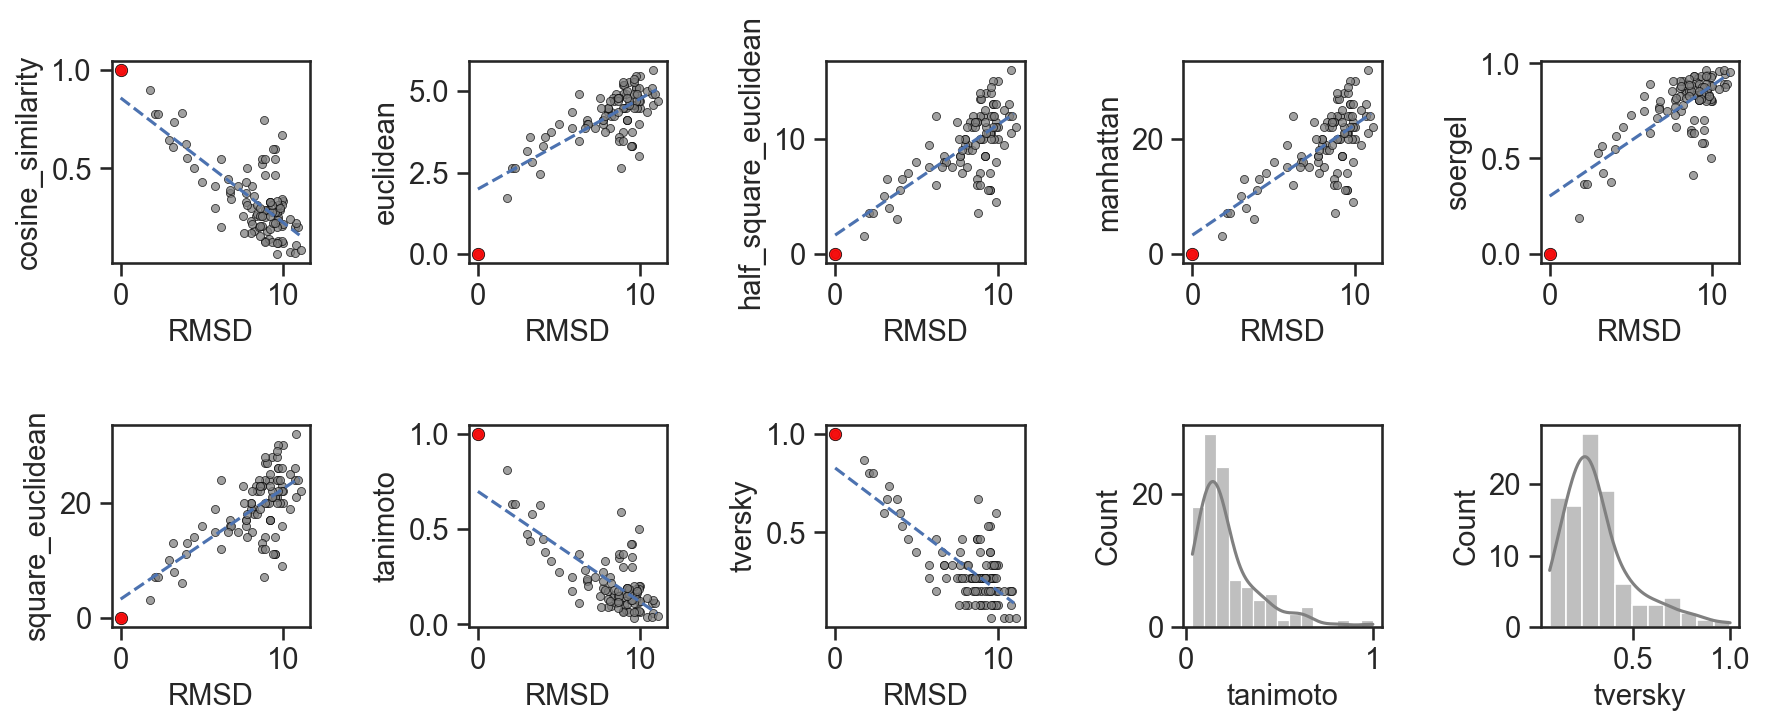 cosine_similarity
1.0
0.5
0
10
RMSD
euclidean
5.0
2.5
0.0
0
10
RMSD
half_square_euclidean
10
0
0
10
RMSD
manhattan
20
0
0
10
RMSD
soergel
1.0
0.5
0.0
0
10
RMSD
square_euclidean
20
0
0
10
RMSD
tanimoto
1.0
0.5
0.0
0
10
RMSD
tversky
1.0
0.5
0
10
RMSD
Count
20
0
0
1
tanimoto
Count
20
10
0
0.5
1.0
tversky